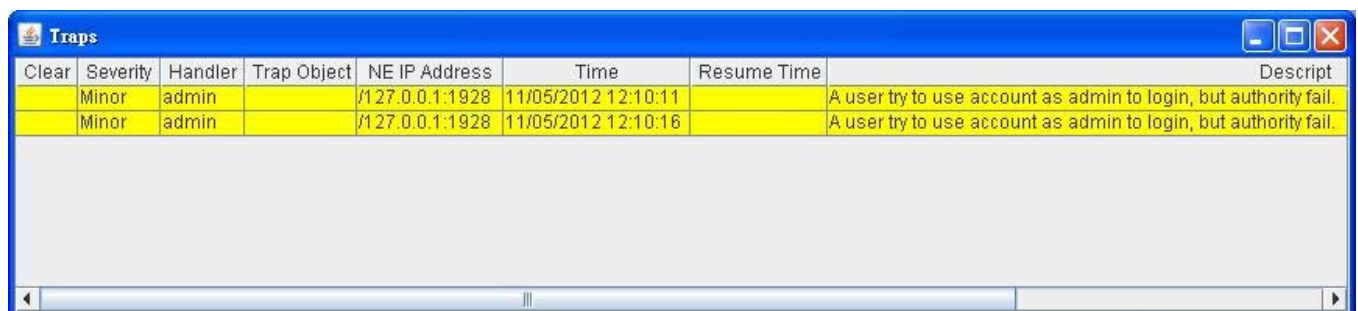 Traps
Clear Severity Handler Trap Object NE IP Address Time Resume Time Descript
Minor admin /127.0.0.1:1928 11/05/2012 12:10:11 A user try to use account as admin to login, but authority fail.
Minor admin /127.0.0.1:1928 11/05/2012 12:10:16 A user try to use account as admin to login, but authority fail.